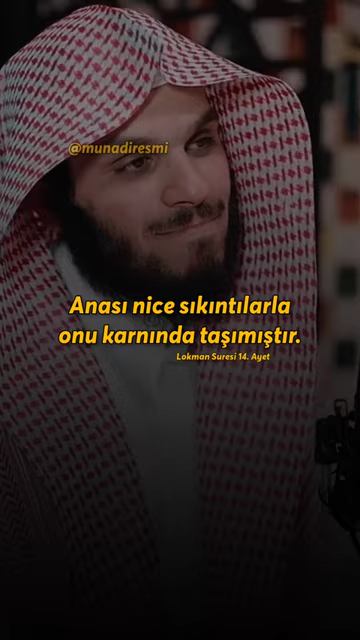 @munadiresmi
Anası nice sıkıntılarla
onu karnında taşımıştır.
Lokman Suresi 14. Ayet